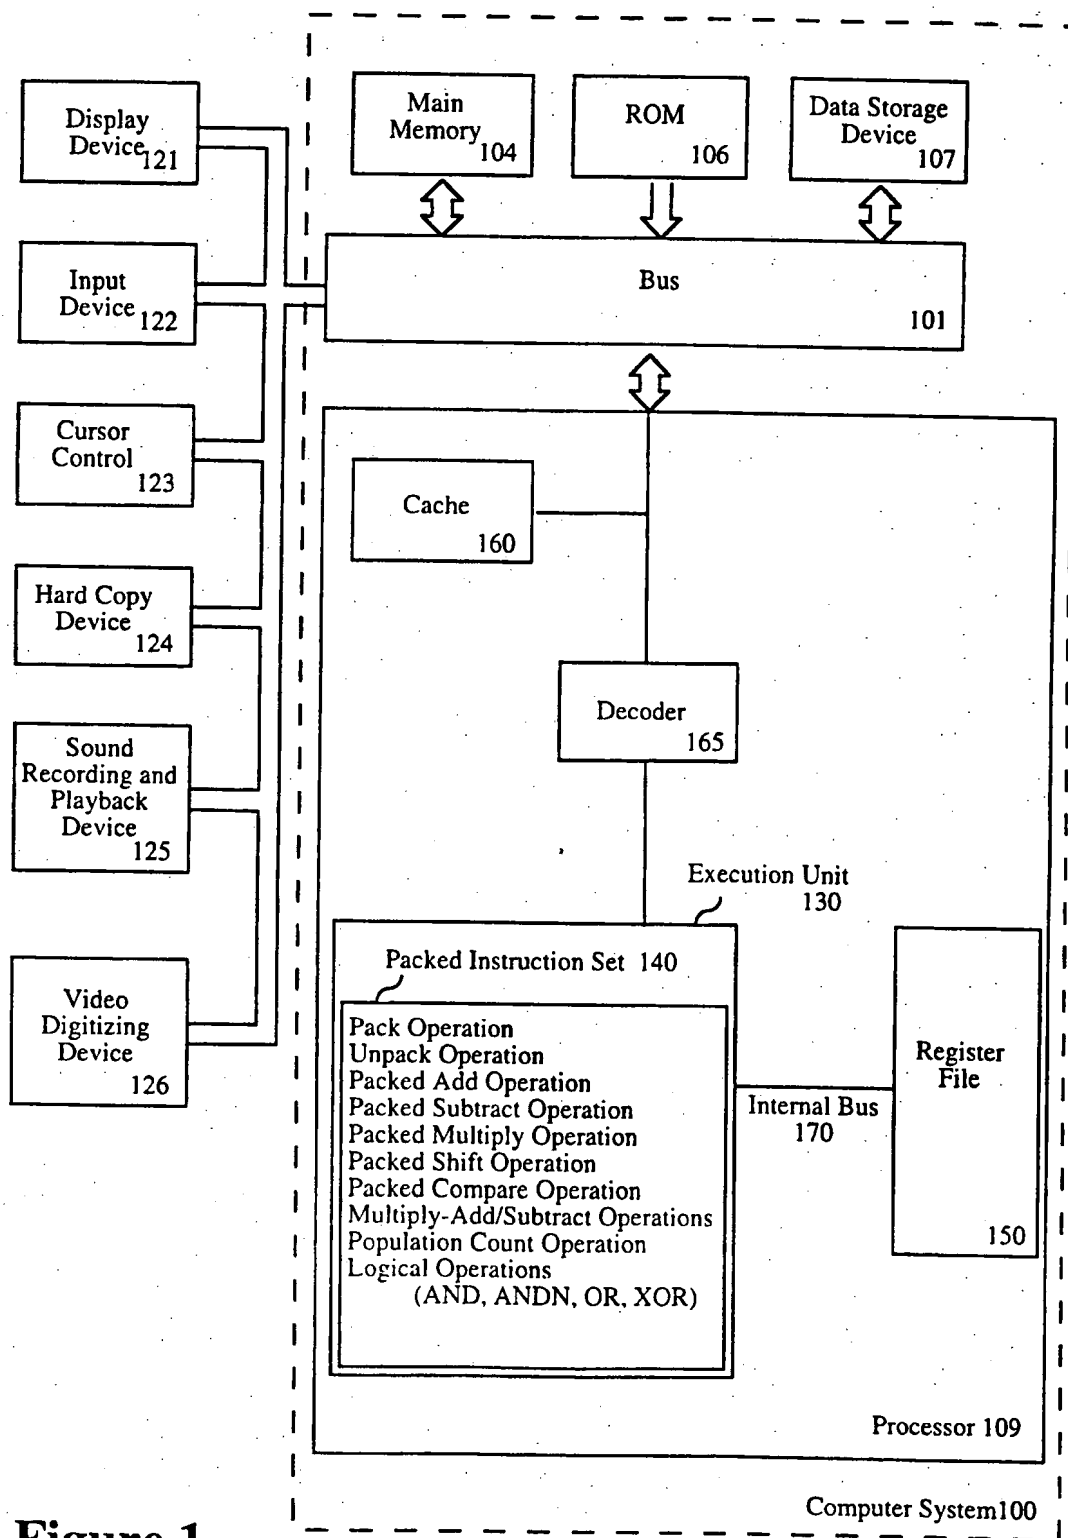 Display
Device
121
Main
Memory
104
ROM
106
Data Storage
Device
107
Input
Device
122
Bus
101
Cursor
Control
123
Cache
160
Hard Copy
Device
124
Decoder
165
Sound
Recording and
Playback
Device
125
Execution Unit
130
Packed Instruction Set 140
Pack Operation
Unpack Operation
Packed Add Operation
Packed Subtract Operation
Packed Multiply Operation
Packed Shift Operation
Packed Compare Operation
Multiply-Add/Subtract Operations
Population Count Operation
Logical Operations
(AND, ANDN, OR, XOR)
Video
Digitizing
Device
126
Register
File
150
Internal Bus
170
Processor 109
Computer System100
Figure 1